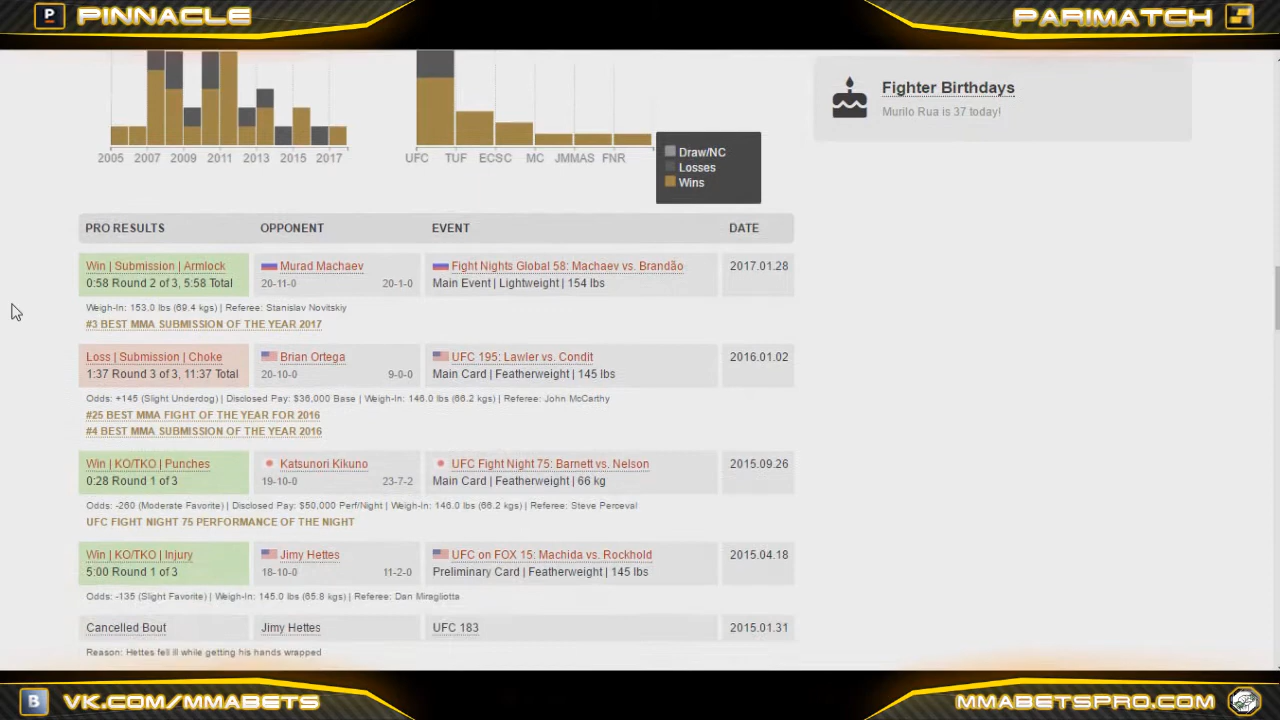 P PINNACLE
PARIMATCH
2005 2007 2009 2011 2013 2015 2017
UFC TUF ECSC MC JMMAS FNR
Draw/NC
Losses
Wins
Fighter Birthdays
Murilo Rua is 37 today!
PRO RESULTS OPPONENT EVENT DATE
Win | Submission | Armlock Murad Machaev Fight Nights Global 58: Machaev vs. Brandão 2017.01.28
0:58 Round 2 of 3, 5:58 Total 20-11-0 20-1-0 Main Event | Lightweight | 154 lbs
Weigh-In: 153.0 lbs (69.4 kgs) | Referee: Stanislav Novitskiy
#3 BEST MMA SUBMISSION OF THE YEAR 2017
Loss | Submission | Choke Brian Ortega UFC 195: Lawler vs. Condit 2016.01.02
1:37 Round 3 of 3, 11:37 Total 20-10-0 9-0-0 Main Card | Featherweight | 145 lbs
Odds: +145 (Slight Underdog) | Disclosed Pay: $36,000 Base | Weigh-In: 146.0 lbs (66.2 kgs) | Referee: John McCarthy
#25 BEST MMA FIGHT OF THE YEAR FOR 2016
#4 BEST MMA SUBMISSION OF THE YEAR 2016
Win | KO/TKO | Punches Katsunori Kikuno UFC Fight Night 75: Barnett vs. Nelson 2015.09.26
0:28 Round 1 of 3 19-10-0 23-7-2 Main Card | Featherweight | 66 kg
Odds: -260 (Moderate Favorite) | Disclosed Pay: $50,000 Perf/Night | Weigh-In: 146.0 lbs (66.2 kgs) | Referee: Steve Perceval
UFC FIGHT NIGHT 75 PERFORMANCE OF THE NIGHT
Win | KO/TKO | Injury Jimy Hettes UFC on FOX 15: Machida vs. Rockhold 2015.04.18
5:00 Round 1 of 3 18-10-0 11-2-0 Preliminary Card | Featherweight | 145 lbs
Odds: -135 (Slight Favorite) | Weigh-In: 145.0 lbs (65.8 kgs) | Referee: Dan Miragliotta
Cancelled Bout Jimy Hettes UFC 183 2015.01.31
Reason: Hettes fell ill while getting his hands wrapped
B VK.COM/MMABETS
MMABETSPRO.COM